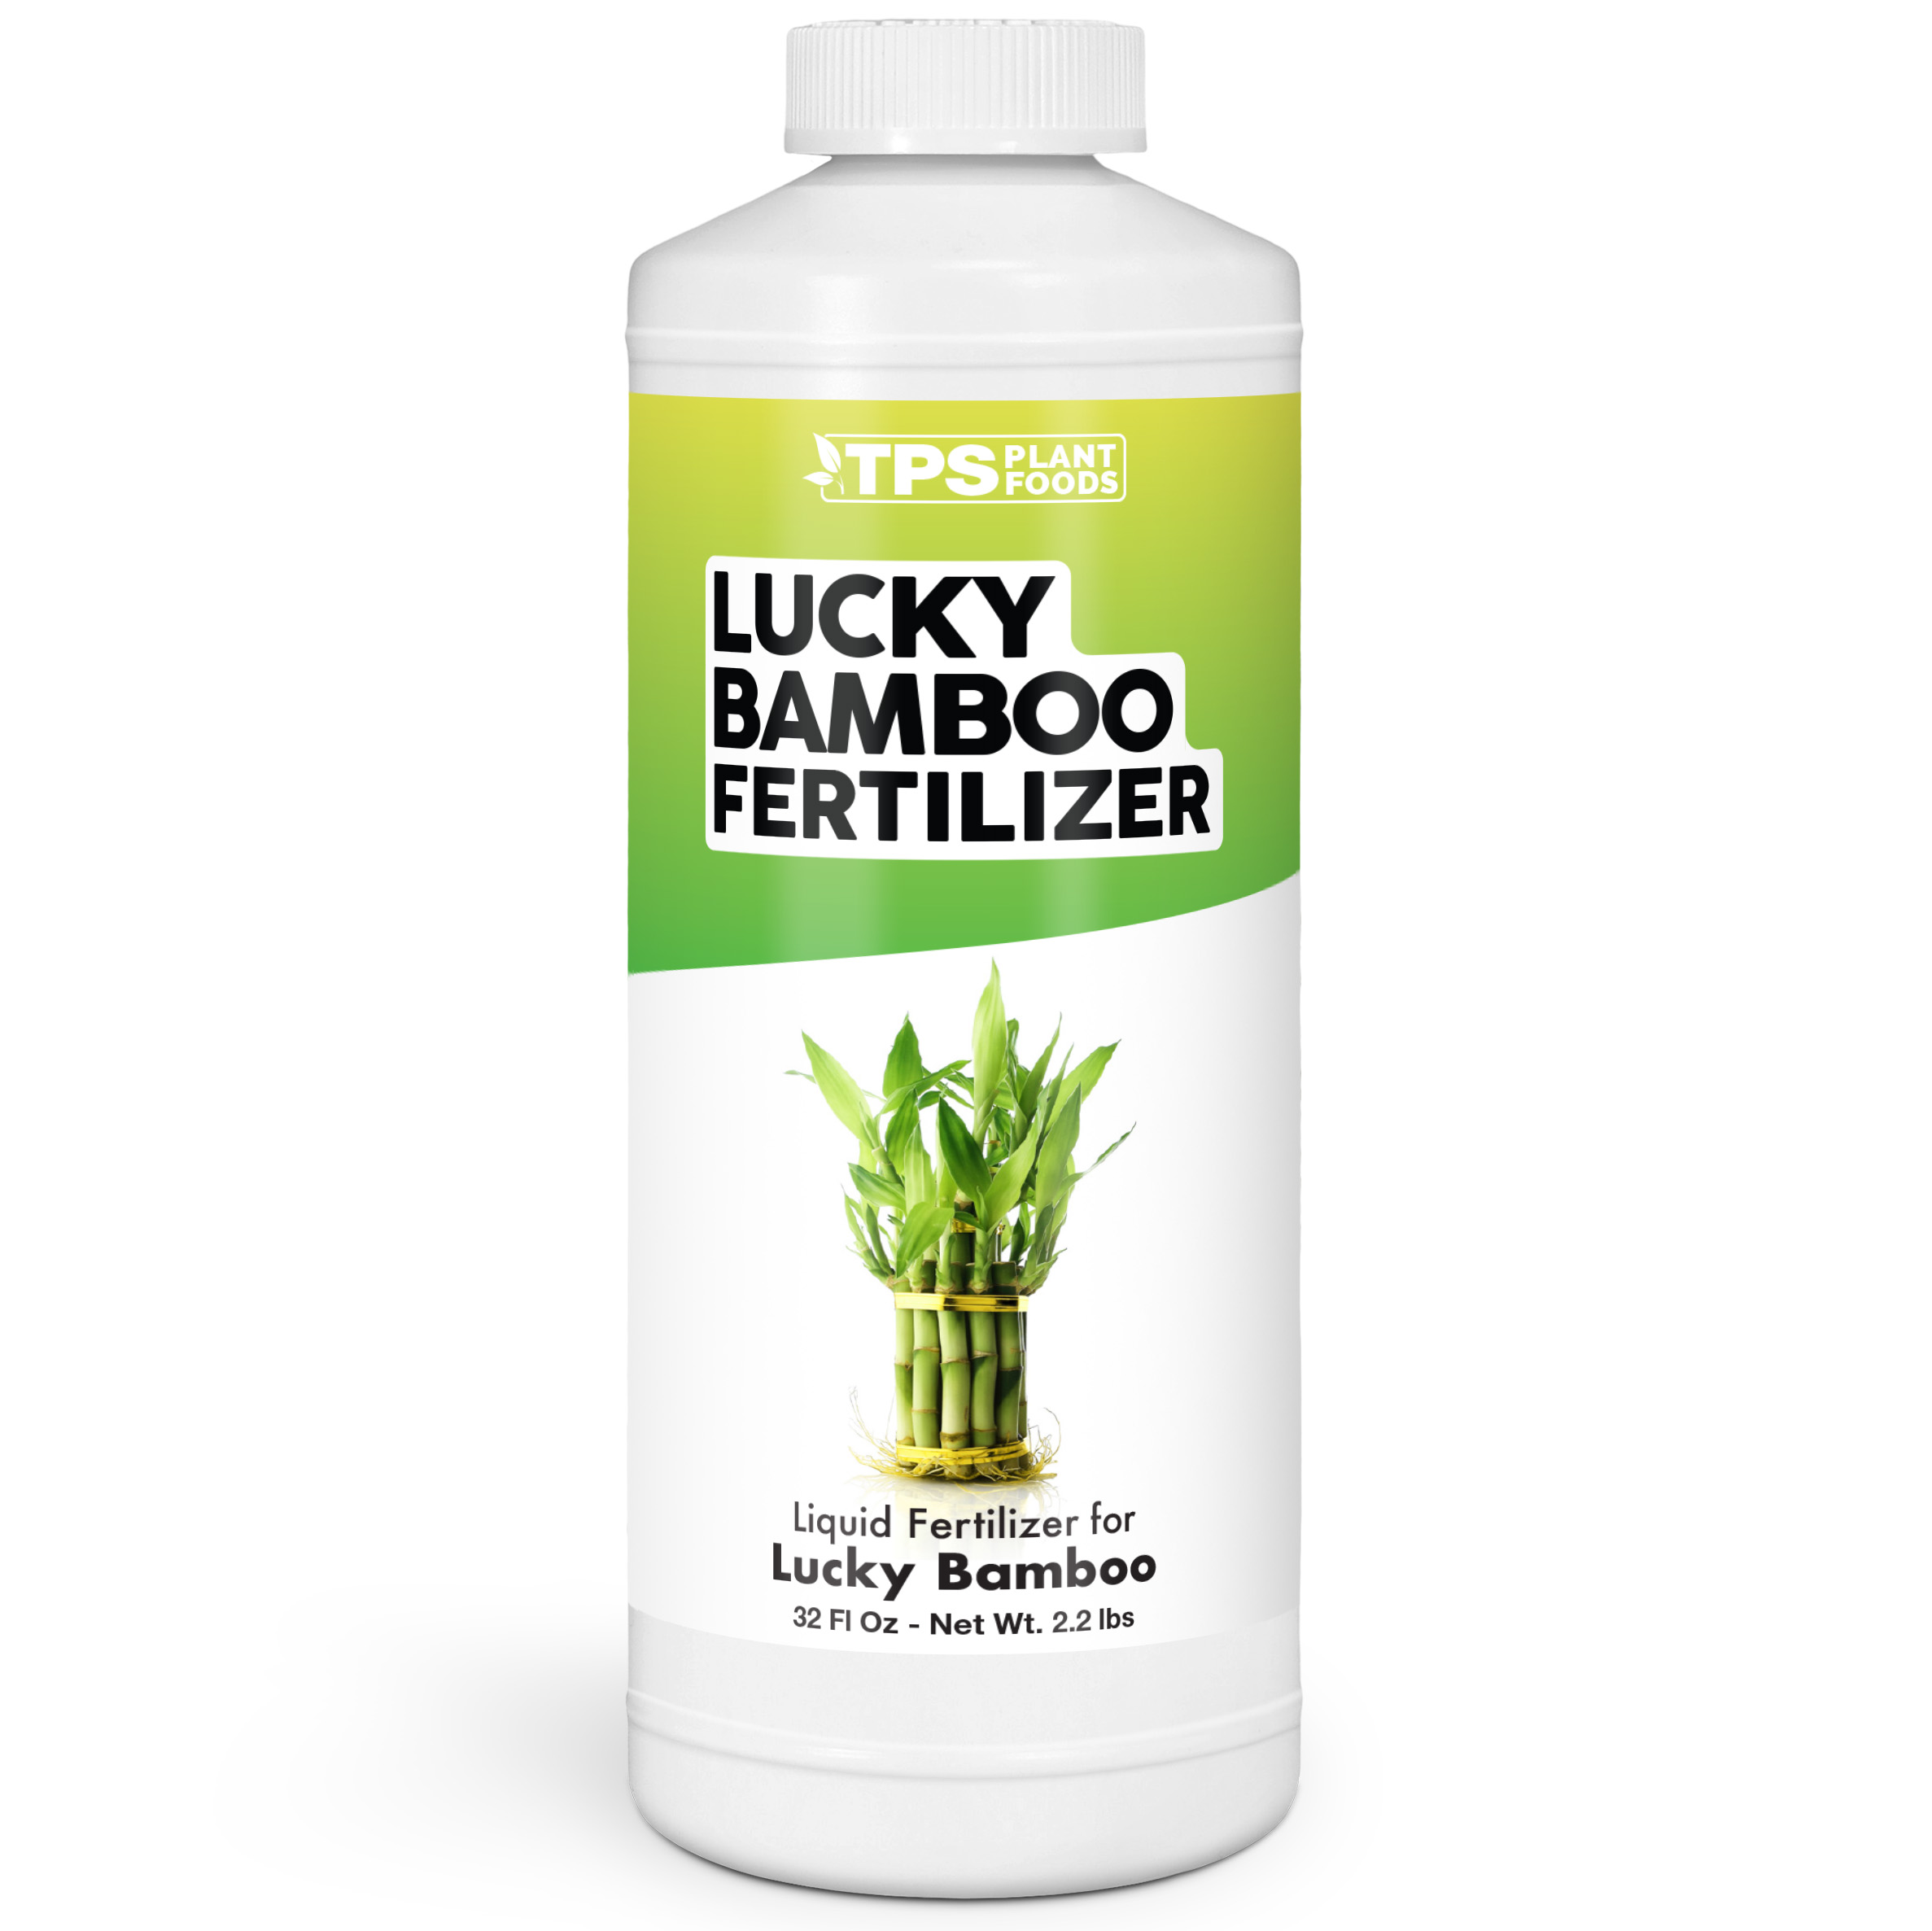 TPS PLANT FOODS
LUCKY
BAMBOO
FERTILIZER
Liquid Fertilizer for
Lucky Bamboo
32 Fl Oz - Net Wt. 2.2 lbs